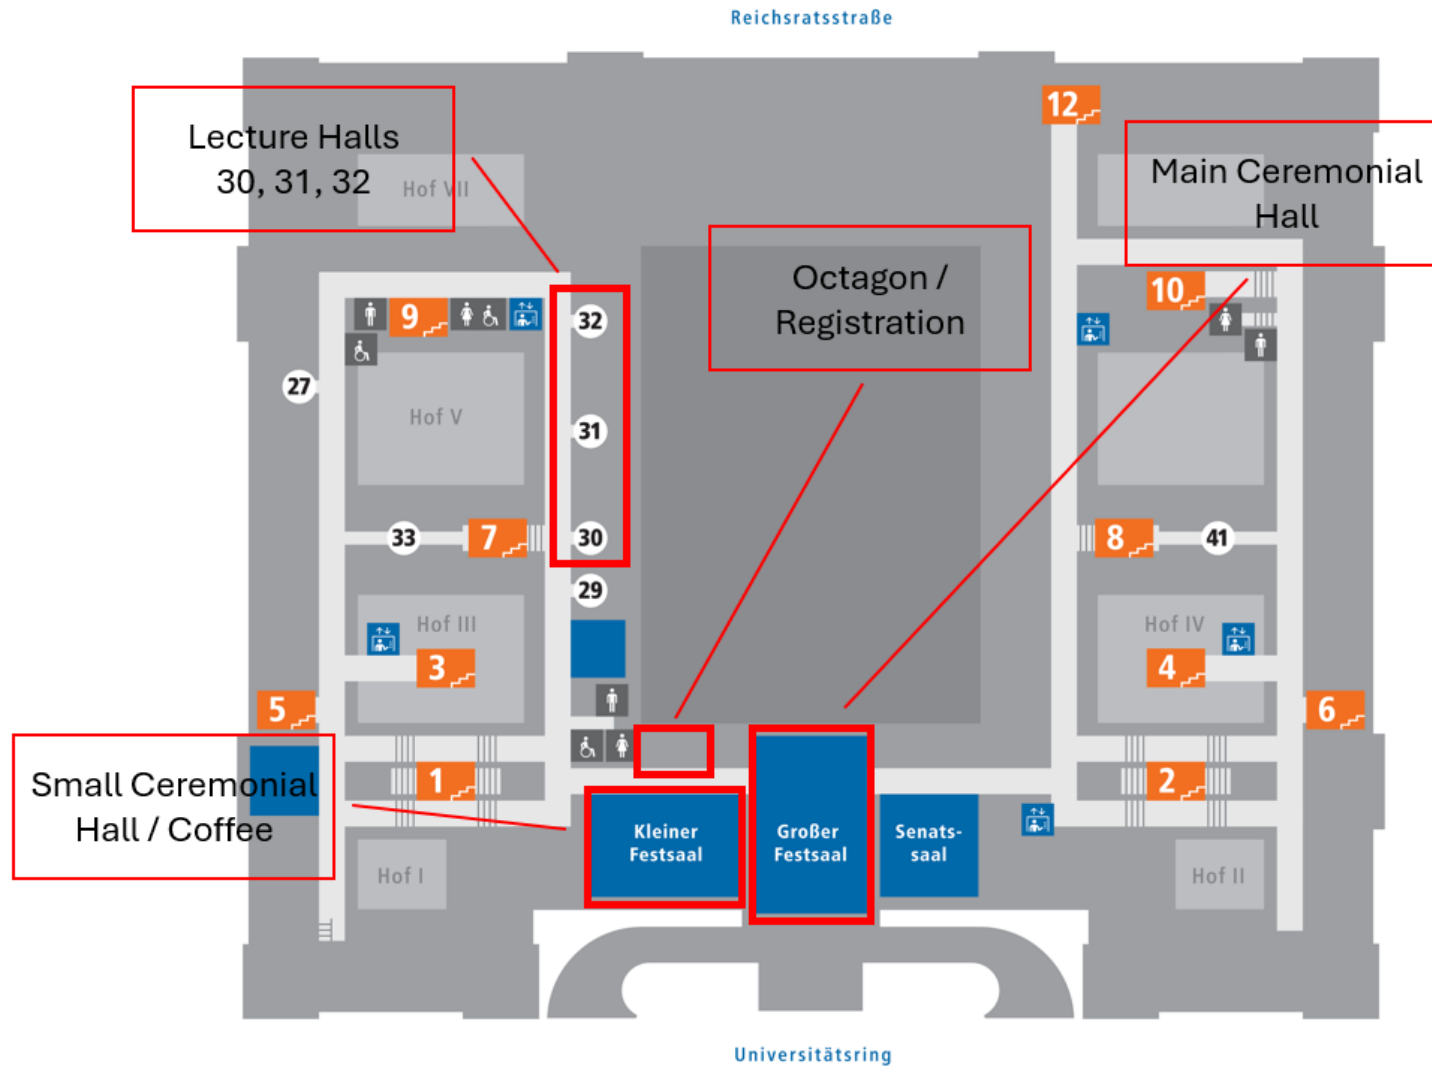 Reichsratsstraße
12
Lecture Halls
30, 31, 32
Hof VII
Main Ceremonial
Hall
Octagon /
Registration
9
32
10
27
Hof V
31
33
7
30
8
41
29
Hof III
Hof IV
3
4
5
6
Small Ceremonial
Hall / Coffee
1
2
Kleiner
Festsaal
Großer
Festsaal
Senats-
saal
Hof I
Hof II
Universitätsring